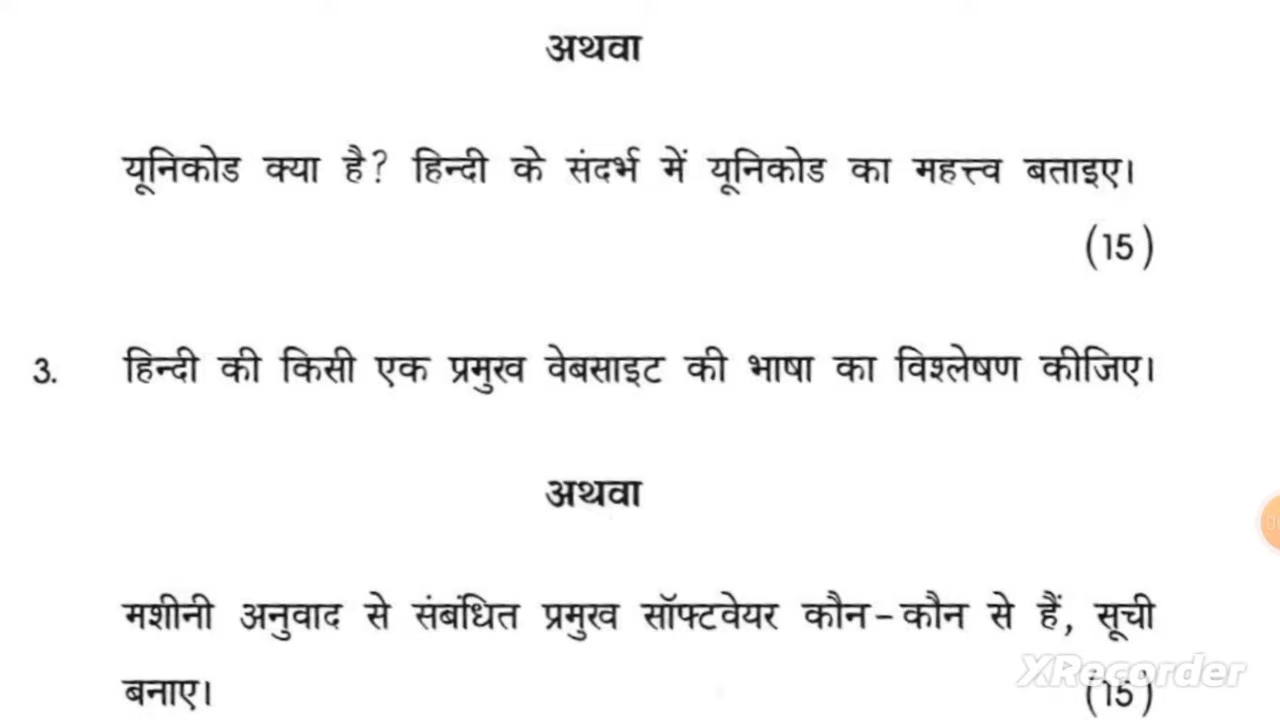 अथवा
यूनिकोड क्या है? हिन्दी के संदर्भ में यूनिकोड का महत्त्व बताइए।
(15)
3. हिन्दी की किसी एक प्रमुख वेबसाइट की भाषा का विश्लेषण कीजिए।
अथवा
मशीनी अनुवाद से संबंधित प्रमुख सॉफ्टवेयर कौन-कौन से हैं, सूची
बनाए। (15)
XRecorder